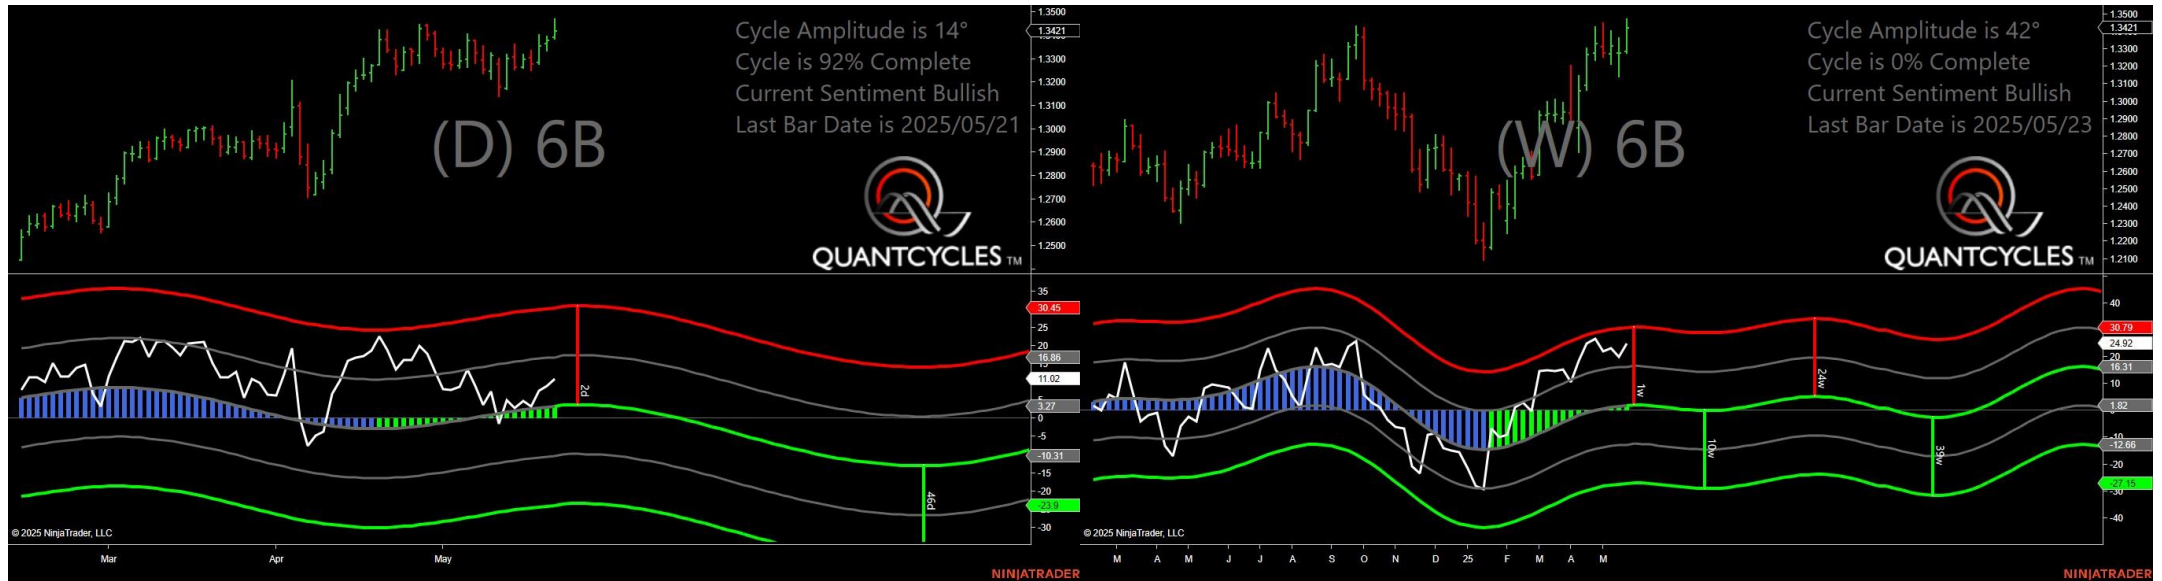 Cycle Amplitude is 14°
Cycle is 92% Complete
Current Sentiment Bullish
Last Bar Date is 2025/05/21
(D) 6B
QUANTCYCLES TM
1.3500
1.3421
1.3300
1.3200
1.3100
1.3000
1.2900
1.2800
1.2700
1.2600
1.2500
35
30.45
25
20
16.86
11.02
5
3.27
0
-5
-10.31
-15
-20
-23.9
-30
2d
46d
© 2025 NinjaTrader, LLC
Mar
Apr
May
NINJATRADER
Cycle Amplitude is 42°
Cycle is 0% Complete
Current Sentiment Bullish
Last Bar Date is 2025/05/23
(W) 6B
QUANTCYCLES TM
1.3500
1.3421
1.3300
1.3200
1.3100
1.3000
1.2900
1.2800
1.2700
1.2600
1.2500
1.2400
1.2300
1.2200
1.2100
40
30.79
24.92
20
16.31
10
1.82
-10
-12.66
-20
-27.15
-30
-40
1w
10w
24w
39w
© 2025 NinjaTrader, LLC
M A M J J A S O N D 25 F M A M
NINJATRADER